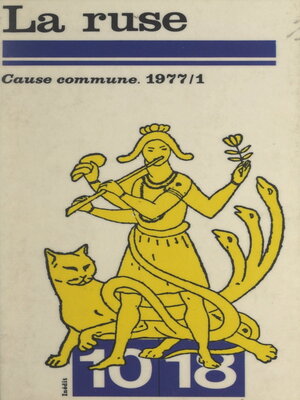 La ruse
Cause commune. 1977/1
Inédit
10 18